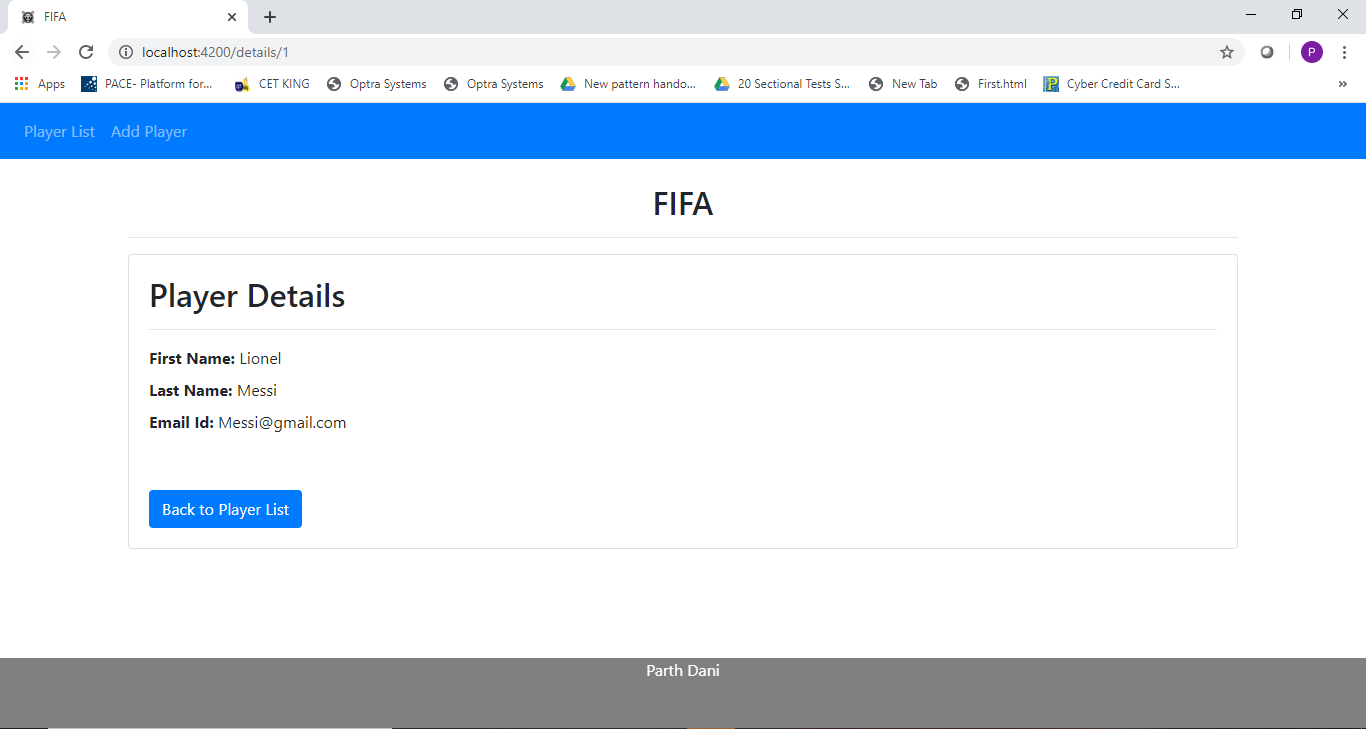 FIFA
localhost:4200/details/1
P
Apps PACE- Platform for... CET KING Optra Systems Optra Systems New pattern hando... 20 Sectional Tests S... New Tab First.html Cyber Credit Card S... »
Player List Add Player
FIFA
Player Details
First Name: Lionel
Last Name: Messi
Email Id: Messi@gmail.com
Back to Player List
Parth Dani